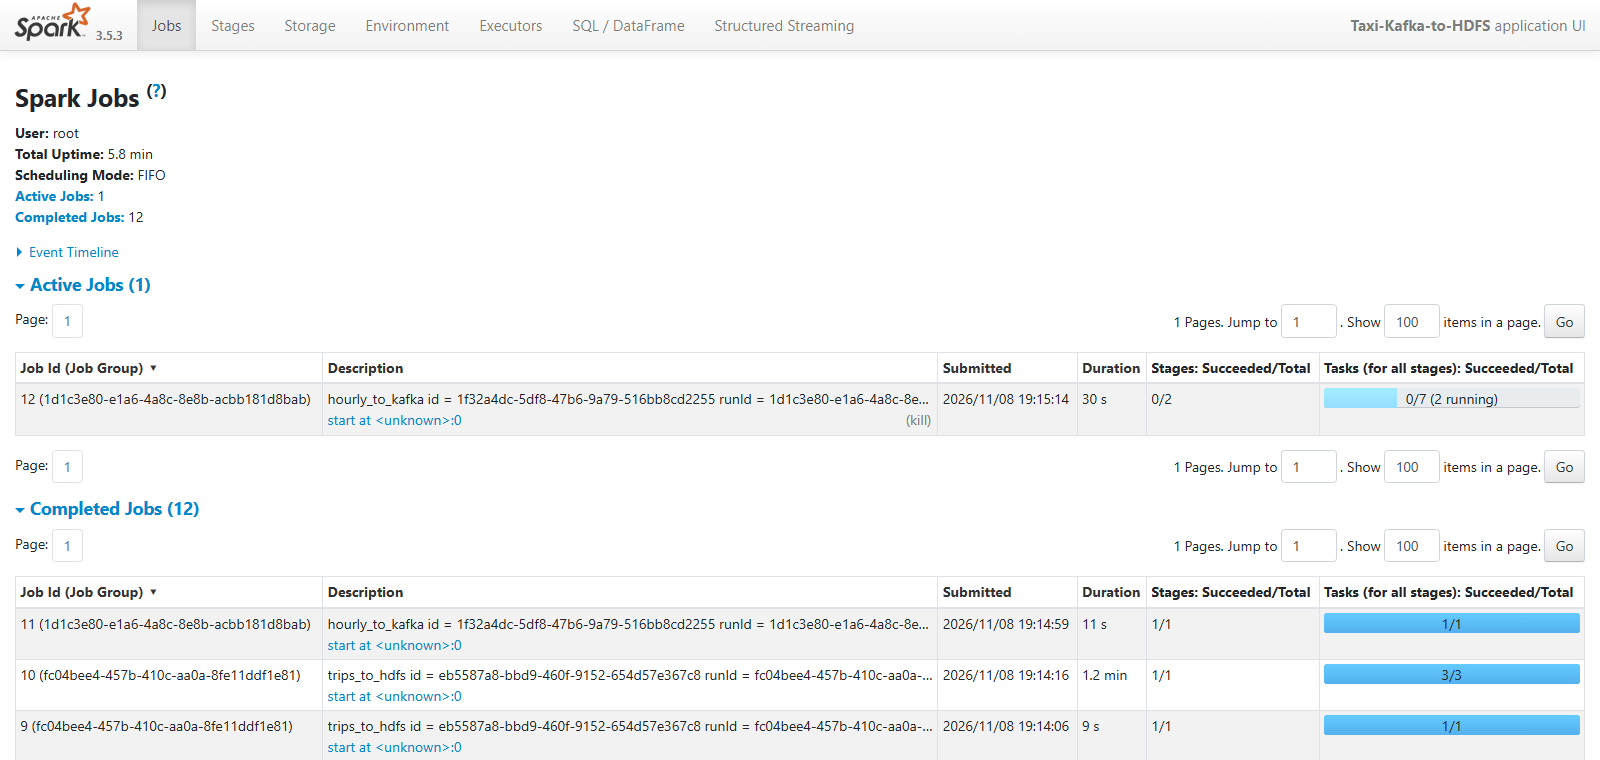 APACHE
Spark 3.5.3 Jobs Stages Storage Environment Executors SQL / DataFrame Structured Streaming Taxi-Kafka-to-HDFS application UI
Spark Jobs (?)
User: root
Total Uptime: 5.8 min
Scheduling Mode: FIFO
Active Jobs: 1
Completed Jobs: 12
Event Timeline
Active Jobs (1)
Page: 1 1 Pages. Jump to 1 . Show 100 items in a page. Go
Job Id (Job Group) ▾ Description Submitted Duration Stages: Succeeded/Total Tasks (for all stages): Succeeded/Total
12 (1d1c3e80-e1a6-4a8c-8e8b-acbb181d8bab) hourly_to_kafka id = 1f32a4dc-5df8-47b6-9a79-516bb8cd2255 runId = 1d1c3e80-e1a6-4a8c-8e... 2026/11/08 19:15:14 30 s 0/2 0/7 (2 running)
start at <unknown>:0 (kill)
Page: 1 1 Pages. Jump to 1 . Show 100 items in a page. Go
Completed Jobs (12)
Page: 1 1 Pages. Jump to 1 . Show 100 items in a page. Go
Job Id (Job Group) ▾ Description Submitted Duration Stages: Succeeded/Total Tasks (for all stages): Succeeded/Total
11 (1d1c3e80-e1a6-4a8c-8e8b-acbb181d8bab) hourly_to_kafka id = 1f32a4dc-5df8-47b6-9a79-516bb8cd2255 runId = 1d1c3e80-e1a6-4a8c-8e... 2026/11/08 19:14:59 11 s 1/1 1/1
start at <unknown>:0
10 (fc04bee4-457b-410c-aa0a-8fe11ddf1e81) trips_to_hdfs id = eb5587a8-bbd9-460f-9152-654d57e367c8 runId = fc04bee4-457b-410c-aa0a-... 2026/11/08 19:14:16 1.2 min 1/1 3/3
start at <unknown>:0
9 (fc04bee4-457b-410c-aa0a-8fe11ddf1e81) trips_to_hdfs id = eb5587a8-bbd9-460f-9152-654d57e367c8 runId = fc04bee4-457b-410c-aa0a-... 2026/11/08 19:14:06 9 s 1/1 1/1
start at <unknown>:0